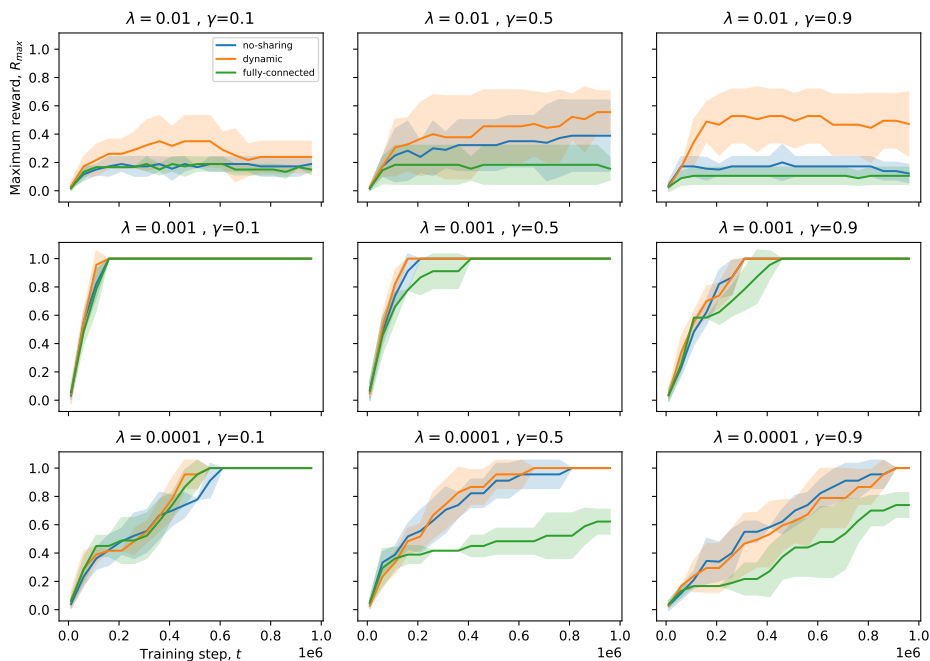 λ = 0.01 , γ=0.1
λ = 0.01 , γ=0.5
λ = 0.01 , γ=0.9
Maximum reward, Rmax
1.0
0.8
0.6
0.4
0.2
0.0
no-sharing
dynamic
fully-connected
λ = 0.001 , γ=0.1
λ = 0.001 , γ=0.5
λ = 0.001 , γ=0.9
1.0
0.8
0.6
0.4
0.2
0.0
λ = 0.0001 , γ=0.1
λ = 0.0001 , γ=0.5
λ = 0.0001 , γ=0.9
1.0
0.8
0.6
0.4
0.2
0.0
0.0 0.2 0.4 0.6 0.8 1.0
0.0 0.2 0.4 0.6 0.8 1.0
0.0 0.2 0.4 0.6 0.8 1.0
Training step, t
1e6
1e6
1e6